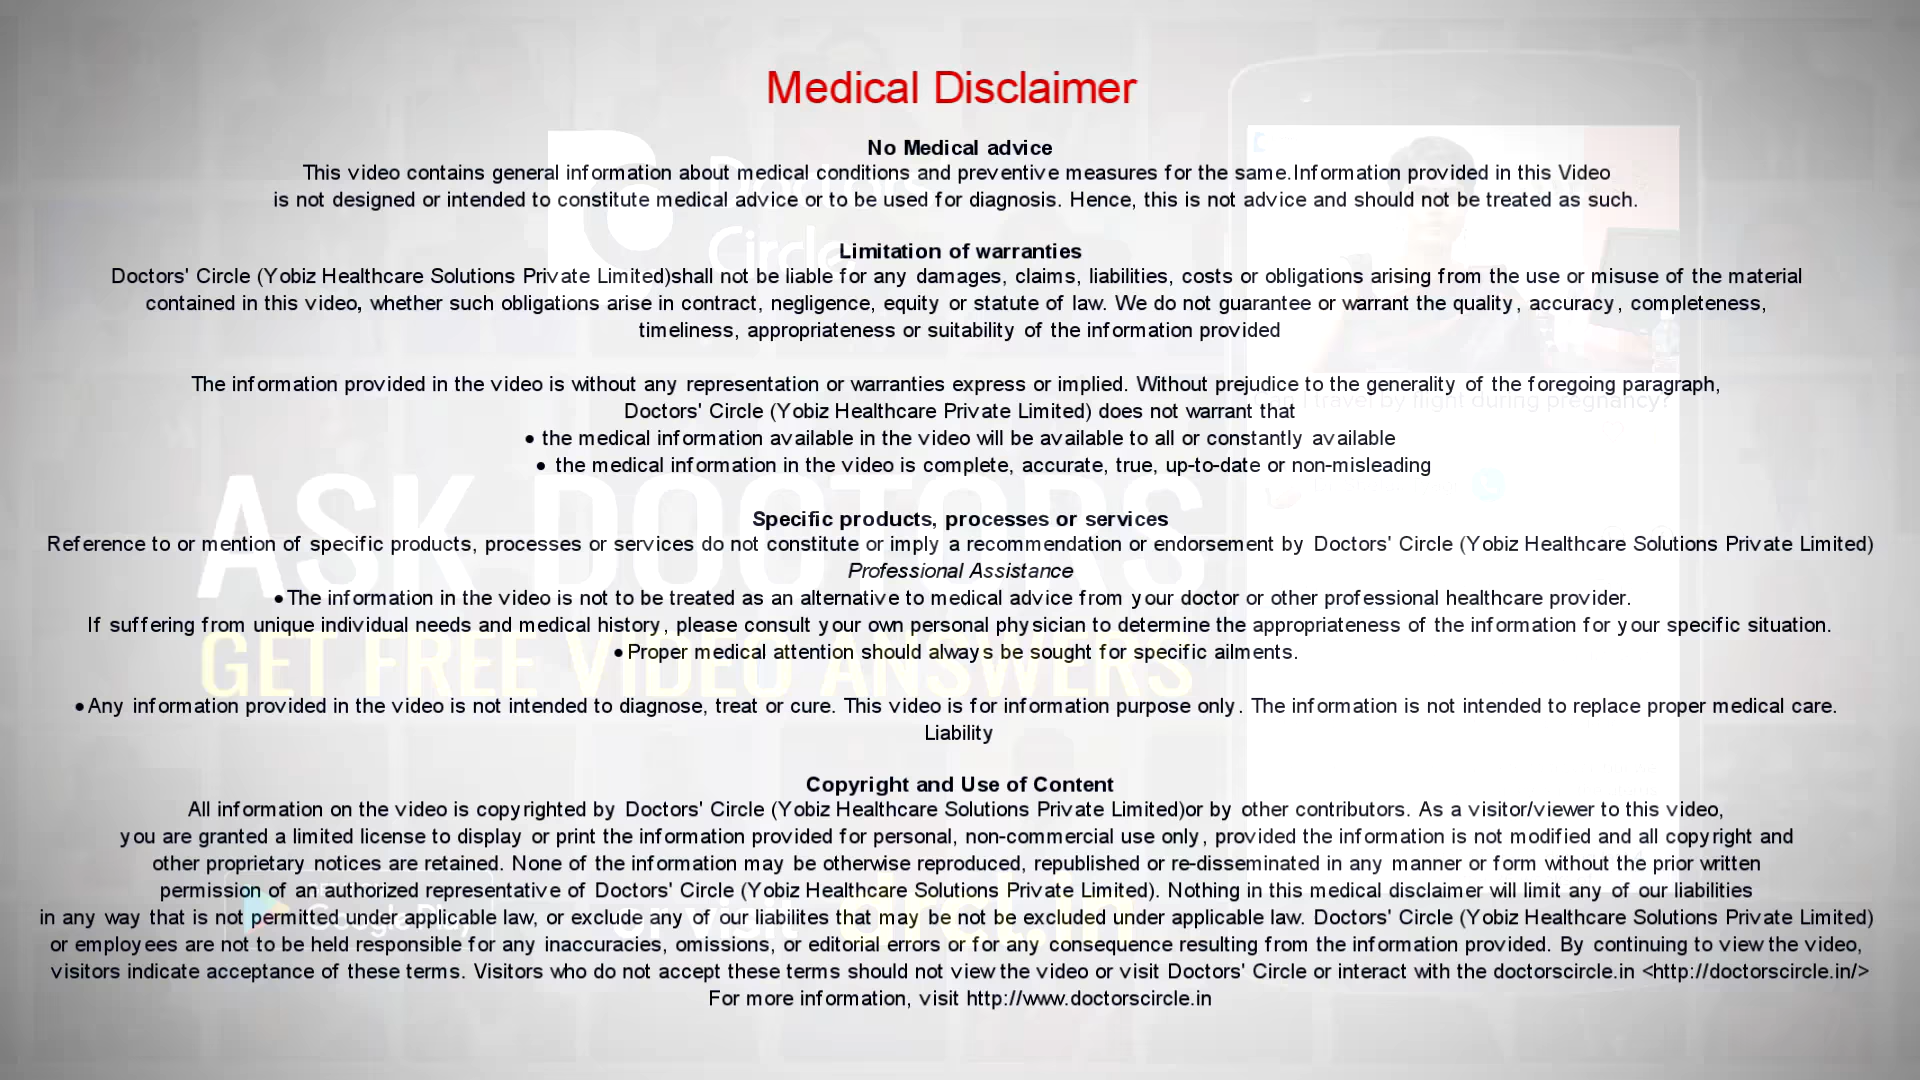 Medical Disclaimer
No Medical advice
This video contains general information about medical conditions and preventive measures for the same.Information provided in this Video
is not designed or intended to constitute medical advice or to be used for diagnosis. Hence, this is not advice and should not be treated as such.
Doctors
Circle
Limitation of warranties
Doctors' Circle (Yobiz Healthcare Solutions Private Limited)shall not be liable for any damages, claims, liabilities, costs or obligations arising from the use or misuse of the material
contained in this video, whether such obligations arise in contract, negligence, equity or statute of law. We do not guarantee or warrant the quality, accuracy, completeness,
timeliness, appropriateness or suitability of the information provided
The information provided in the video is without any representation or warranties express or implied. Without prejudice to the generality of the foregoing paragraph,
Can I travel by flight during pregnancy?
Doctors' Circle (Yobiz Healthcare Private Limited) does not warrant that
• the medical information available in the video will be available to all or constantly available
• the medical information in the video is complete, accurate, true, up-to-date or non-misleading
ASK DOCTORS
Specific products, processes or services
Reference to or mention of specific products, processes or services do not constitute or imply a recommendation or endorsement by Doctors' Circle (Yobiz Healthcare Solutions Private Limited)
Professional Assistance
•The information in the video is not to be treated as an alternative to medical advice from your doctor or other professional healthcare provider.
If suffering from unique individual needs and medical history, please consult your own personal physician to determine the appropriateness of the information for your specific situation.
•Proper medical attention should always be sought for specific ailments.
GET FREE VIDEO ANSWERS
•Any information provided in the video is not intended to diagnose, treat or cure. This video is for information purpose only. The information is not intended to replace proper medical care.
Liability
Copyright and Use of Content
All information on the video is copyrighted by Doctors' Circle (Yobiz Healthcare Solutions Private Limited)or by other contributors. As a visitor/viewer to this video,
you are granted a limited license to display or print the information provided for personal, non-commercial use only, provided the information is not modified and all copyright and
other proprietary notices are retained. None of the information may be otherwise reproduced, republished or re-disseminated in any manner or form without the prior written
permission of an authorized representative of Doctors' Circle (Yobiz Healthcare Solutions Private Limited). Nothing in this medical disclaimer will limit any of our liabilities
Google Play or visit drcl.in
in any way that is not permitted under applicable law, or exclude any of our liabilites that may be not be excluded under applicable law. Doctors' Circle (Yobiz Healthcare Solutions Private Limited)
or employees are not to be held responsible for any inaccuracies, omissions, or editorial errors or for any consequence resulting from the information provided. By continuing to view the video,
visitors indicate acceptance of these terms. Visitors who do not accept these terms should not view the video or visit Doctors' Circle or interact with the doctorscircle.in <http://doctorscircle.in/>
For more information, visit http://www.doctorscircle.in